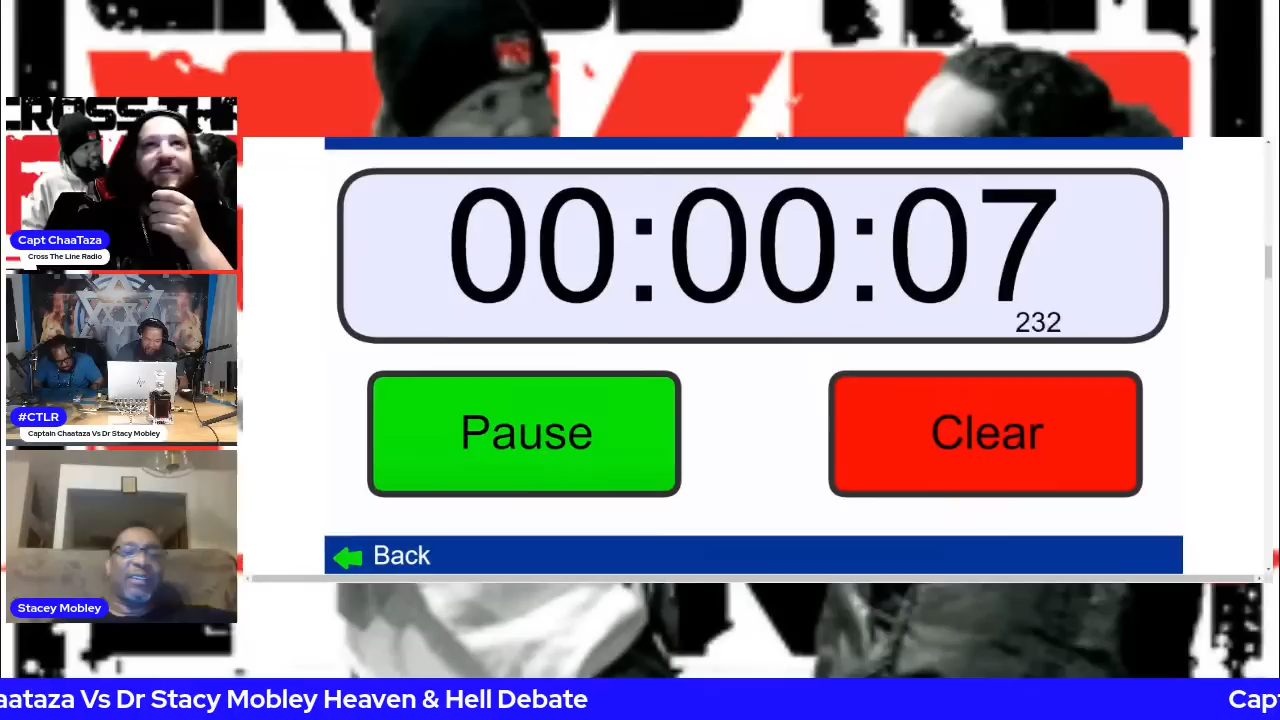 CROSS THA
Capt ChaaTaza
Cross The Line Radio
#CTLR
Captain Chaataza Vs Dr Stacy Mobley
Stacey Mobley
00:00:07
232
Pause
Clear
Back
aataza Vs Dr Stacy Mobley Heaven & Hell Debate
Capt